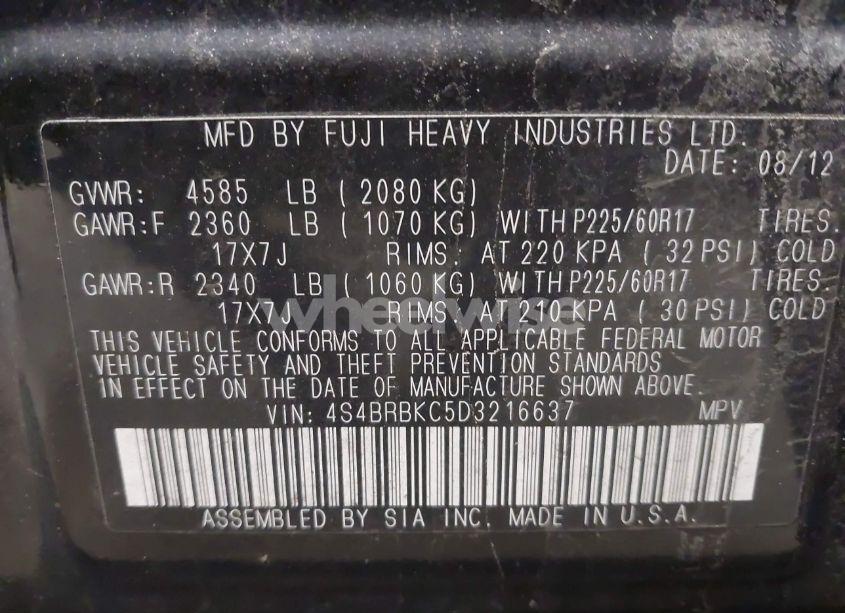 MFD BY FUJI HEAVY INDUSTRIES LTD.
DATE: 08/12
GVWR: 4585 LB ( 2080 KG)
GAWR:F 2360 LB ( 1070 KG) WITH P225/60R17 TIRES.
17X7J RIMS. AT 220 KPA ( 32 PSI) COLD
GAWR:R 2340 LB ( 1060 KG) WITH P225/60R17 TIRES.
17X7J RIMS. AT 210 KPA ( 30 PSI) COLD
wheelwise
THIS VEHICLE CONFORMS TO ALL APPLICABLE FEDERAL MOTOR
VEHICLE SAFETY AND THEFT PREVENTION STANDARDS
IN EFFECT ON THE DATE OF MANUFACTURE SHOWN ABOVE.
VIN: 4S4BRBKC5D3216637 MPV
ASSEMBLED BY SIA INC. MADE IN U.S.A.